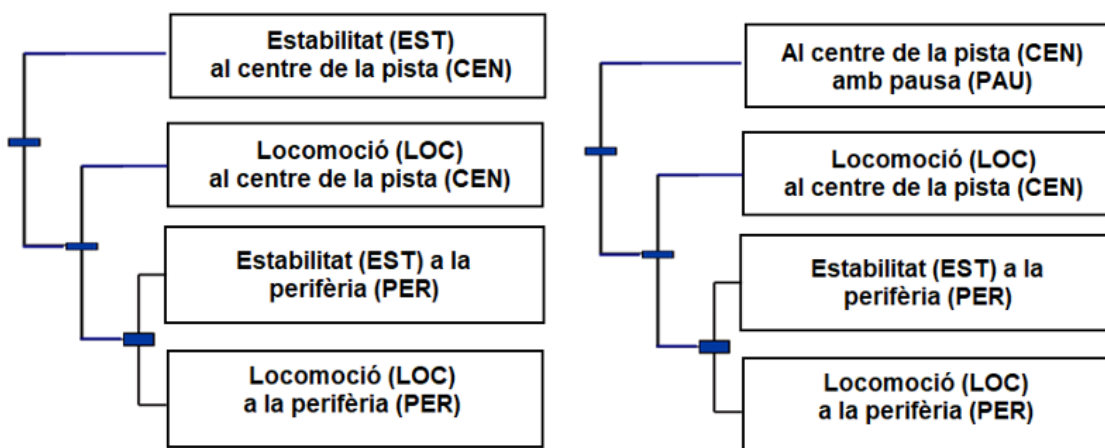 Estabilitat (EST)
al centre de la pista (CEN)
Locomoció (LOC)
al centre de la pista (CEN)
Estabilitat (EST) a la
perifèria (PER)
Locomoció (LOC)
a la perifèria (PER)
Al centre de la pista (CEN)
amb pausa (PAU)
Locomoció (LOC)
al centre de la pista (CEN)
Estabilitat (EST) a la
perifèria (PER)
Locomoció (LOC)
a la perifèria (PER)